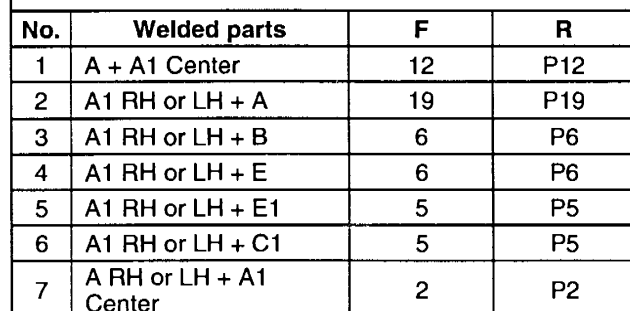 No. Welded parts F R
1 A + A1 Center 12 P12
2 A1 RH or LH + A 19 P19
3 A1 RH or LH + B 6 P6
4 A1 RH or LH + E 6 P6
5 A1 RH or LH + E1 5 P5
6 A1 RH or LH + C1 5 P5
7 A RH or LH + A1 2 P2
Center